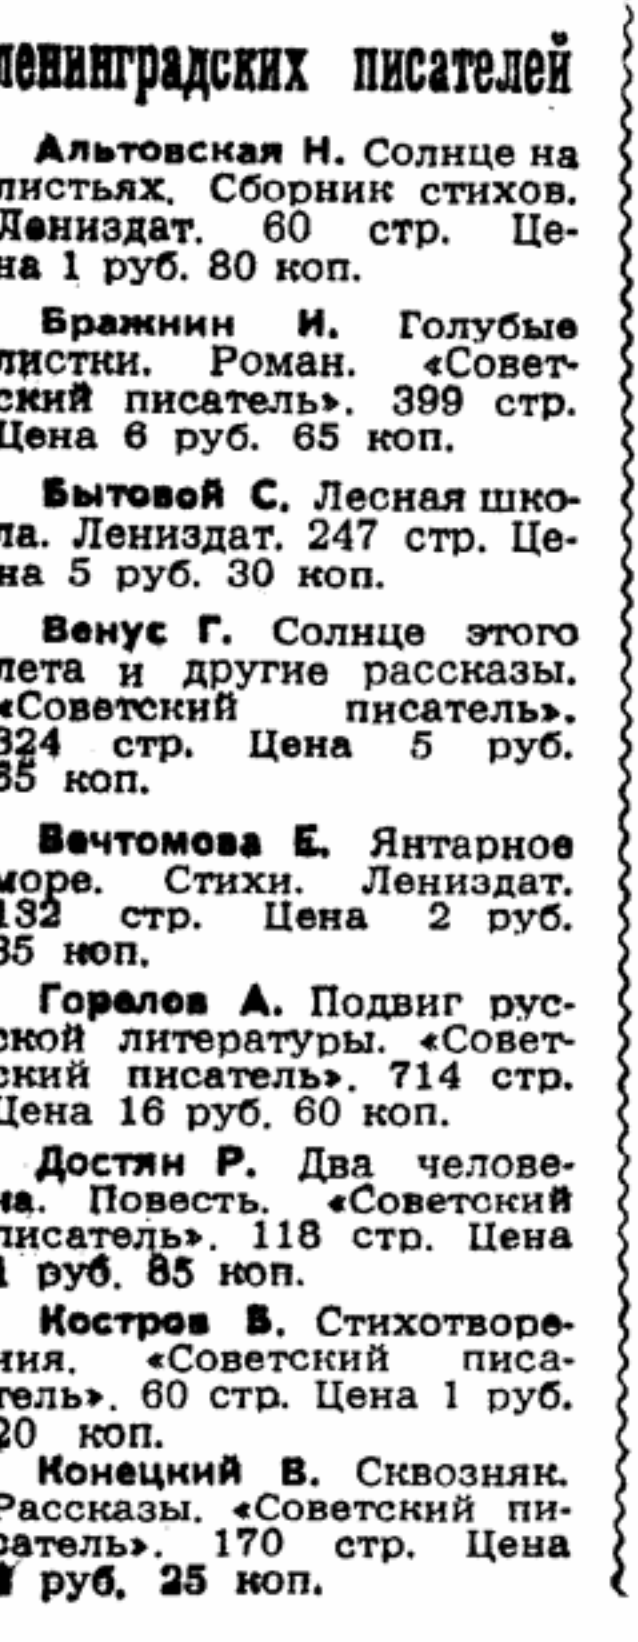 ленинградских писателей
Альтовская Н. Солнце на
листьях. Сборник стихов.
Лениздат. 60 стр. Це-
на 1 руб. 80 коп.
Бражнин И. Голубые
листки. Роман. «Совет-
ский писатель». 399 стр.
Цена 6 руб. 65 коп.
Бытовой С. Лесная шко-
ла. Лениздат. 247 стр. Це-
на 5 руб. 30 коп.
Венус Г. Солнце этого
лета и другие рассказы.
«Советский писатель».
324 стр. Цена 5 руб.
65 коп.
Вечтомова Е. Янтарное
море. Стихи. Лениздат.
132 стр. Цена 2 руб.
35 коп.
Горелов А. Подвиг рус-
ской литературы. «Совет-
ский писатель». 714 стр.
Цена 16 руб. 60 коп.
Достян Р. Два челове-
ка. Повесть. «Советский
писатель». 118 стр. Цена
1 руб. 85 коп.
Костров Б. Стихотворе-
ния. «Советский писа-
тель». 60 стр. Цена 1 руб.
20 коп.
Конецкий В. Сквозняк.
Рассказы. «Советский пи-
сатель». 170 стр. Цена
руб. 25 коп.